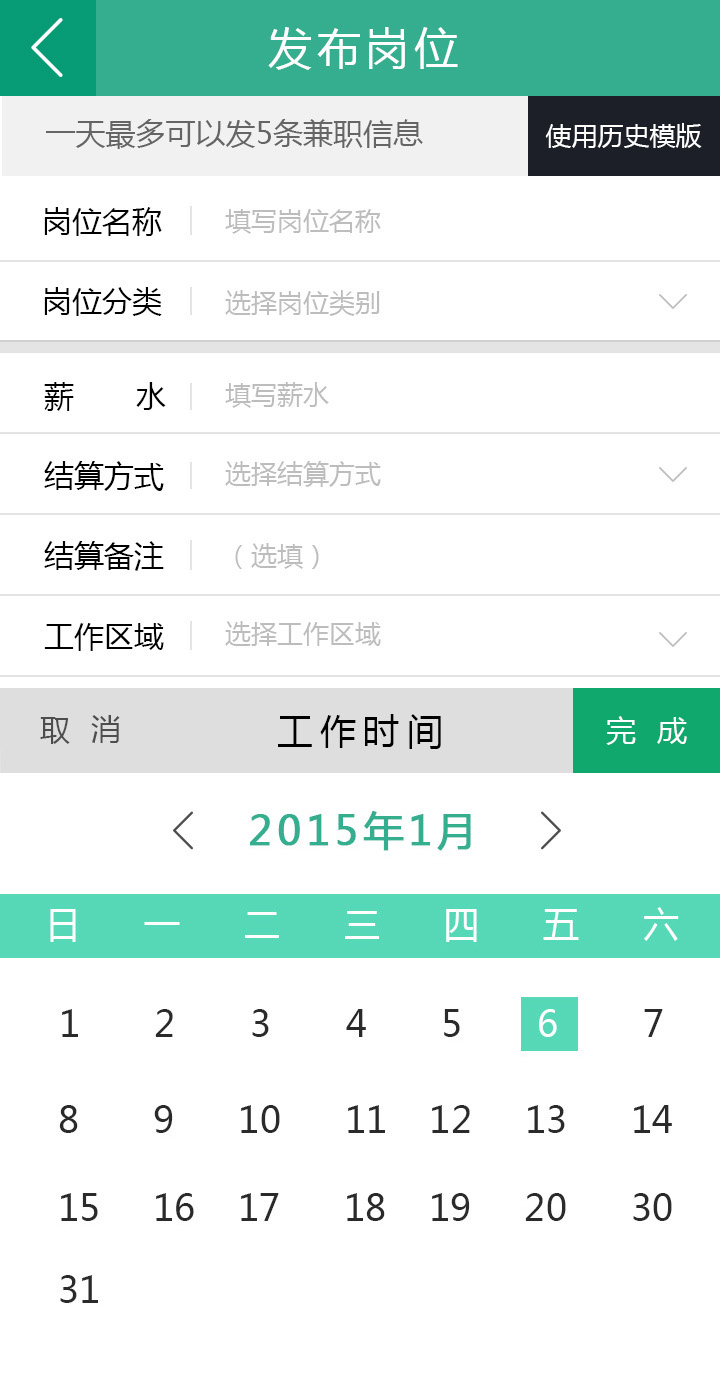 发布岗位
一天最多可以发5条兼职信息 使用历史模版
岗位名称 填写岗位名称
岗位分类 选择岗位类别
薪 水 填写薪水
结算方式 选择结算方式
结算备注 （选填）
工作区域 选择工作区域
取 消 工作时间 完 成
2015年1月
日 一 二 三 四 五 六
1 2 3 4 5 6 7
8 9 10 11 12 13 14
15 16 17 18 19 20 30
31